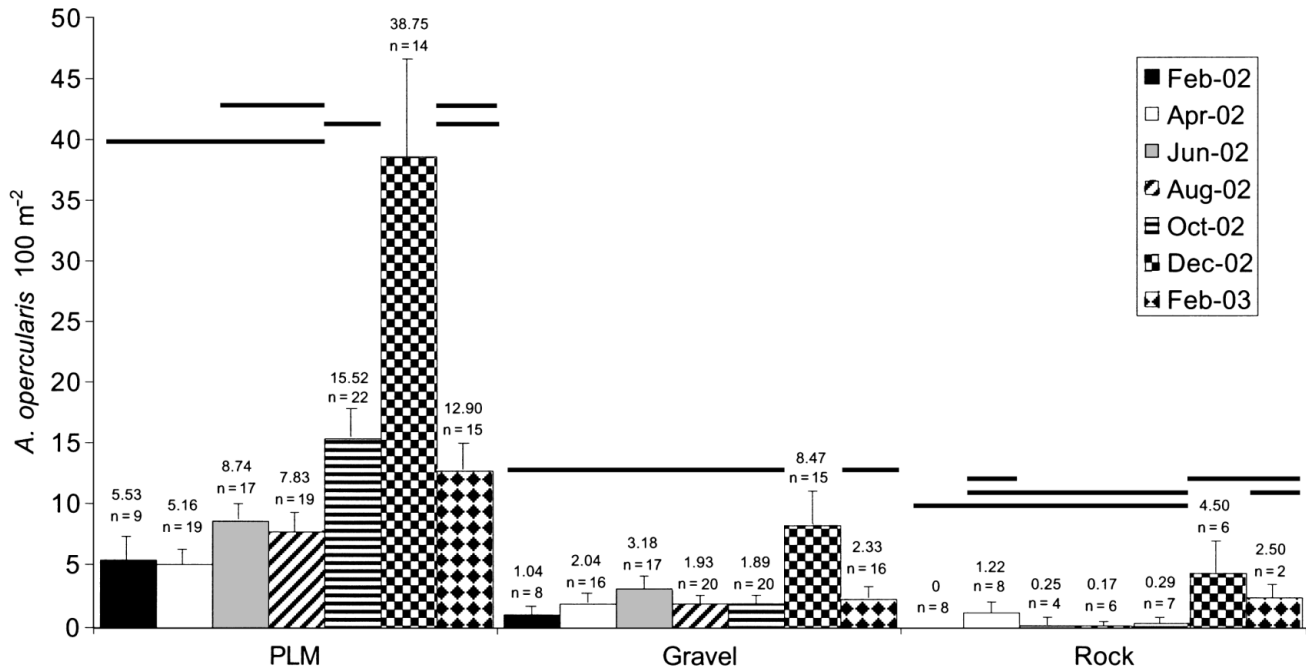 50
45
40
35
30
25
20
15
10
5
0
A. opercularis 100 m-2
5.53
n=9
5.16
n=19
8.74
n=17
7.83
n=19
15.52
n=22
38.75
n=14
12.90
n=15
PLM
1.04
n=8
2.04
n=16
3.18
n=17
1.93
n=20
1.89
n=20
8.47
n=15
2.33
n=16
Gravel
0
n=8
1.22
n=8
0.25
n=4
0.17
n=6
0.29
n=7
4.50
n=6
2.50
n=2
Rock
Feb-02
Apr-02
Jun-02
Aug-02
Oct-02
Dec-02
Feb-03